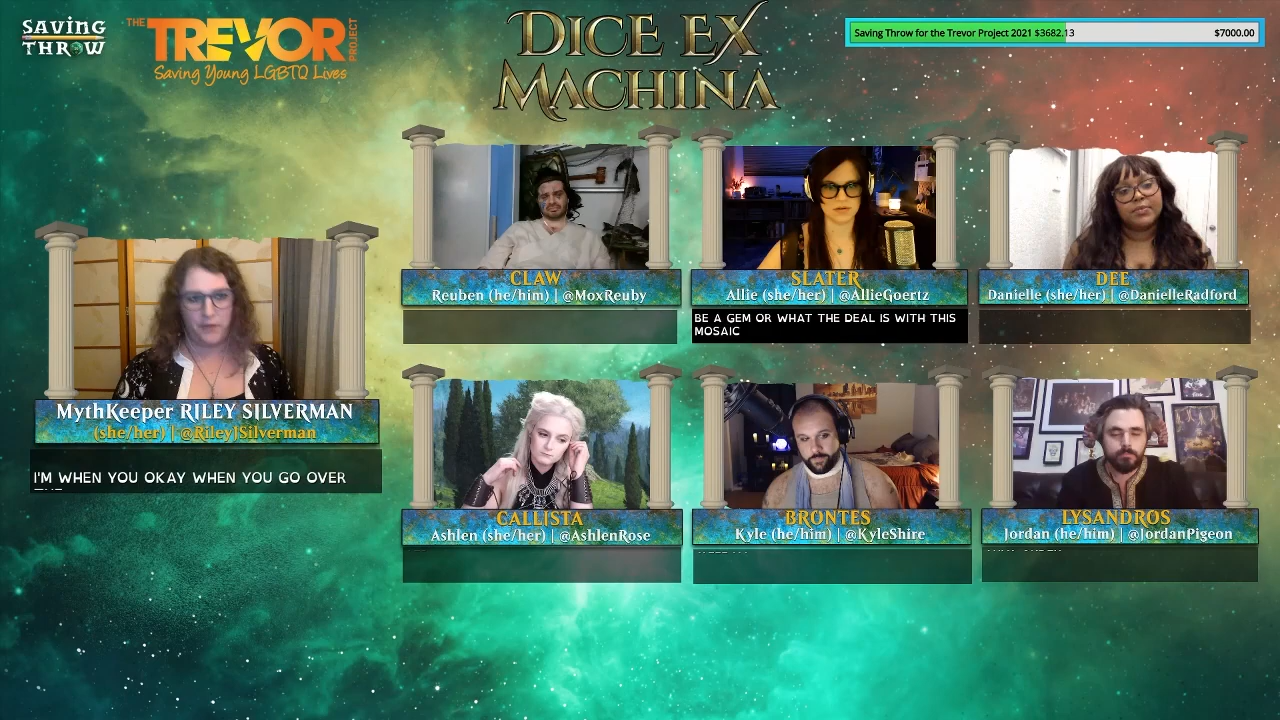 SAVING
THROW
THE TREVOR PROJECT
Saving Young LGBTQ Lives
DICE EX
MACHINA
Saving Throw for the Trevor Project 2021 $3682.13
$7000.00
CLAW
Reuben (he/him) | @MoxReuby
SLATER
Allie (she/her) | @AllieGoertz
BE A GEM OR WHAT THE DEAL IS WITH THIS
MOSAIC
DEE
Danielle (she/her) | @DanielleRadford
MythKeeper RILEY SILVERMAN
(she/her) | @RileyJSilverman
I'M WHEN YOU OKAY WHEN YOU GO OVER
CALLISTA
Ashlen (she/her) | @AshlenRose
BRONTES
Kyle (he/him) | @KyleShire
LYSANDROS
Jordan (he/him) | @JordanPigeon